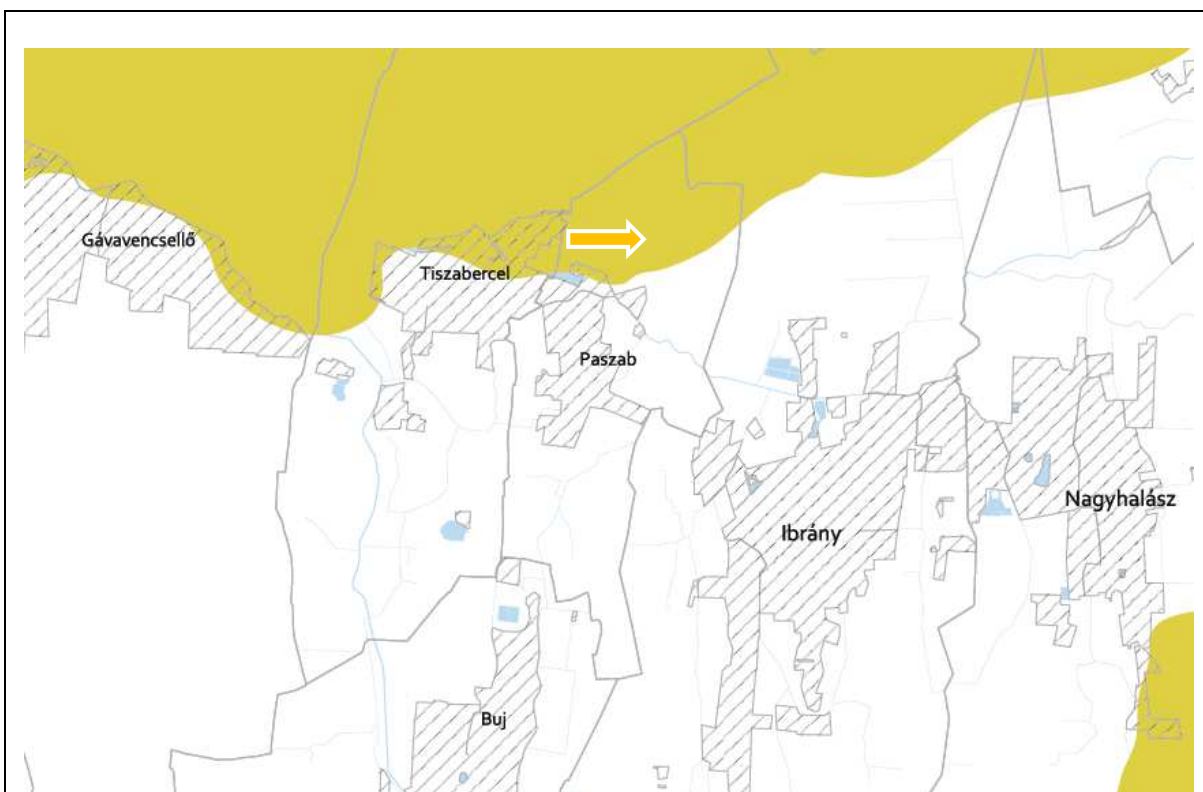 Gávavencsellő
Tiszabercel
Paszab
Ibrány
Nagyhalász
Buj